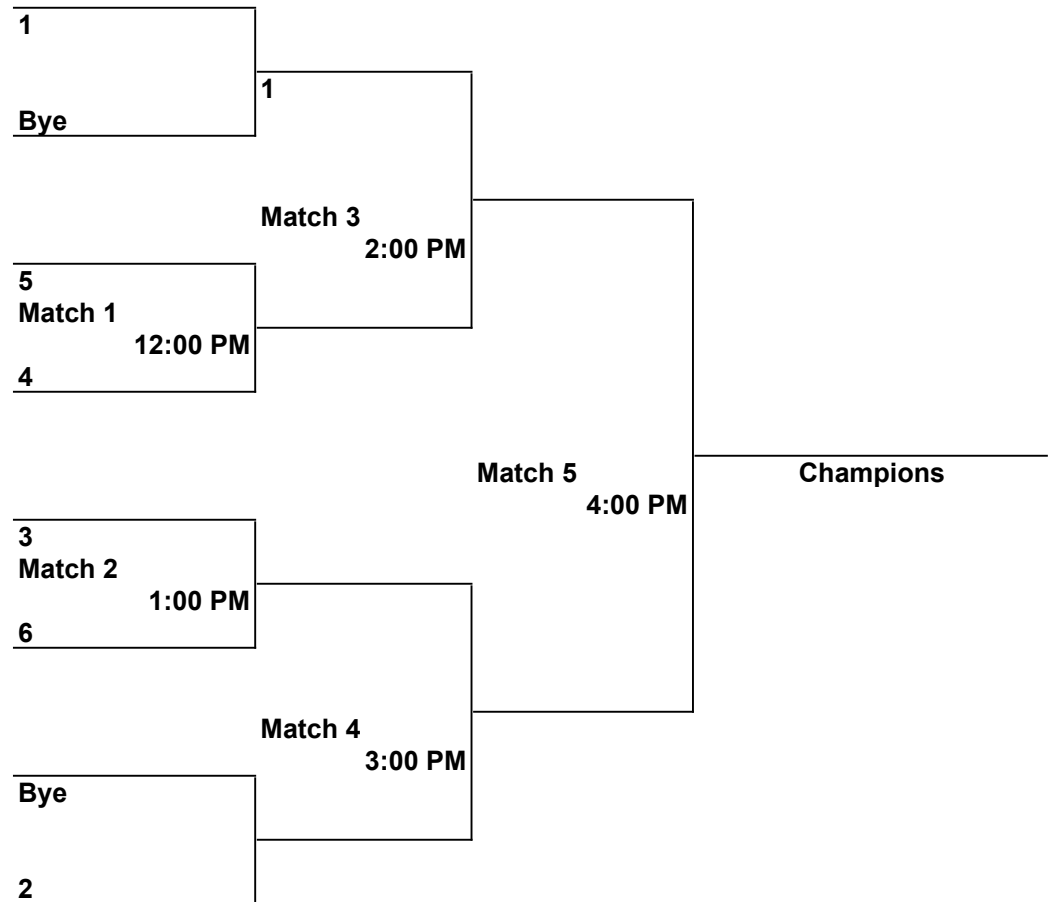 1
1
Bye
Match 3
2:00 PM
5
Match 1
12:00 PM
4
Match 5
Champions
4:00 PM
3
Match 2
1:00 PM
6
Match 4
3:00 PM
Bye
2